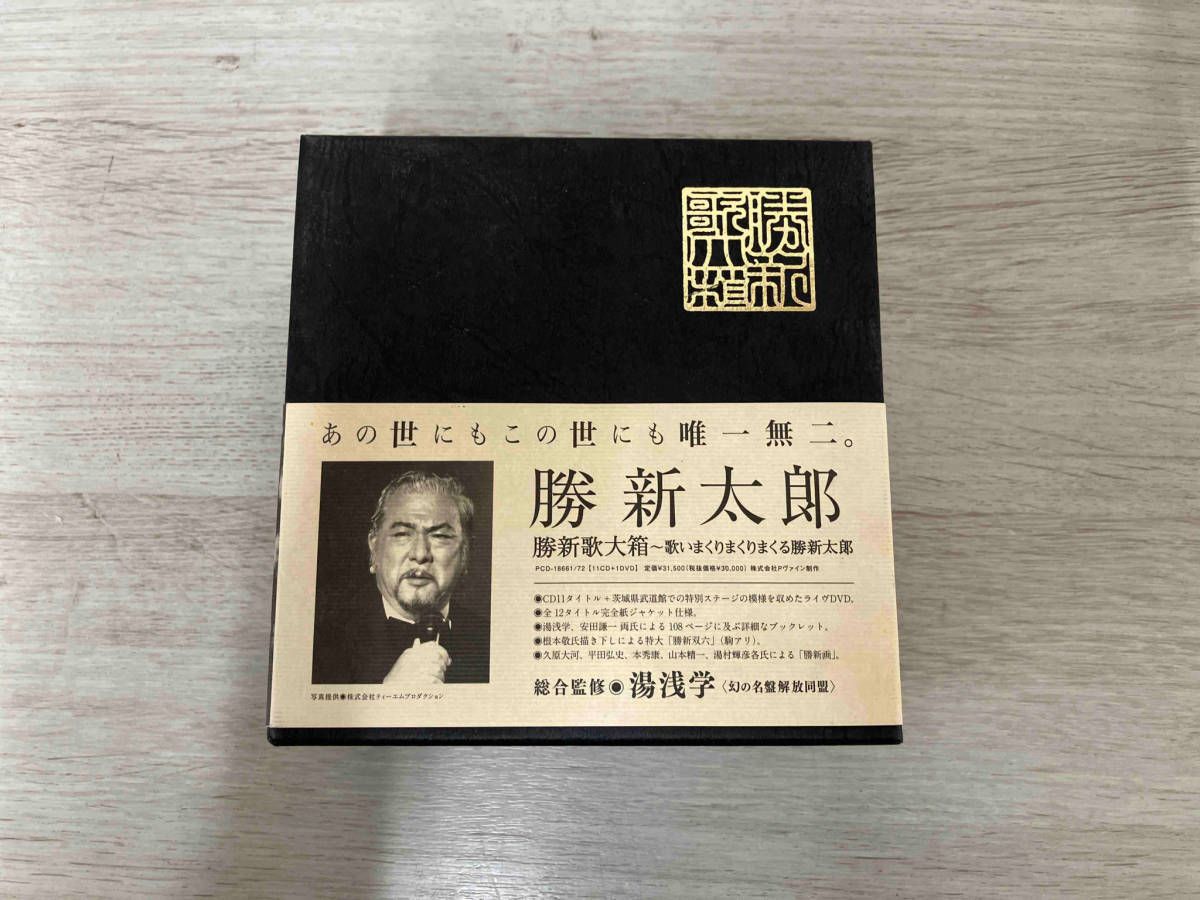 勝新
歌大箱
あの世にもこの世にも唯一無二。
勝新太郎
勝新歌大箱～歌いまくりまくりまくる勝新太郎
PCD-18661/72【11CD+1DVD】 定価¥31,500(税抜価格¥30,000) 株式会社Pヴァイン制作
◉CD11タイトル＋茨城県武道館での特別ステージの模様を収めたライヴDVD。
◉全12タイトル完全紙ジャケット仕様。
◉湯浅学、安田謙一 両氏による108ページに及ぶ詳細なブックレット。
◉根本敬氏描き下しによる特大「勝新双六」(駒アリ)。
◉久原大河、平田弘史、本秀康、山本精一、湯村輝彦各氏による「勝新画」。
総合監修◉湯浅学〈幻の名盤解放同盟〉
写真提供◉株式会社ティーエムプロダクション